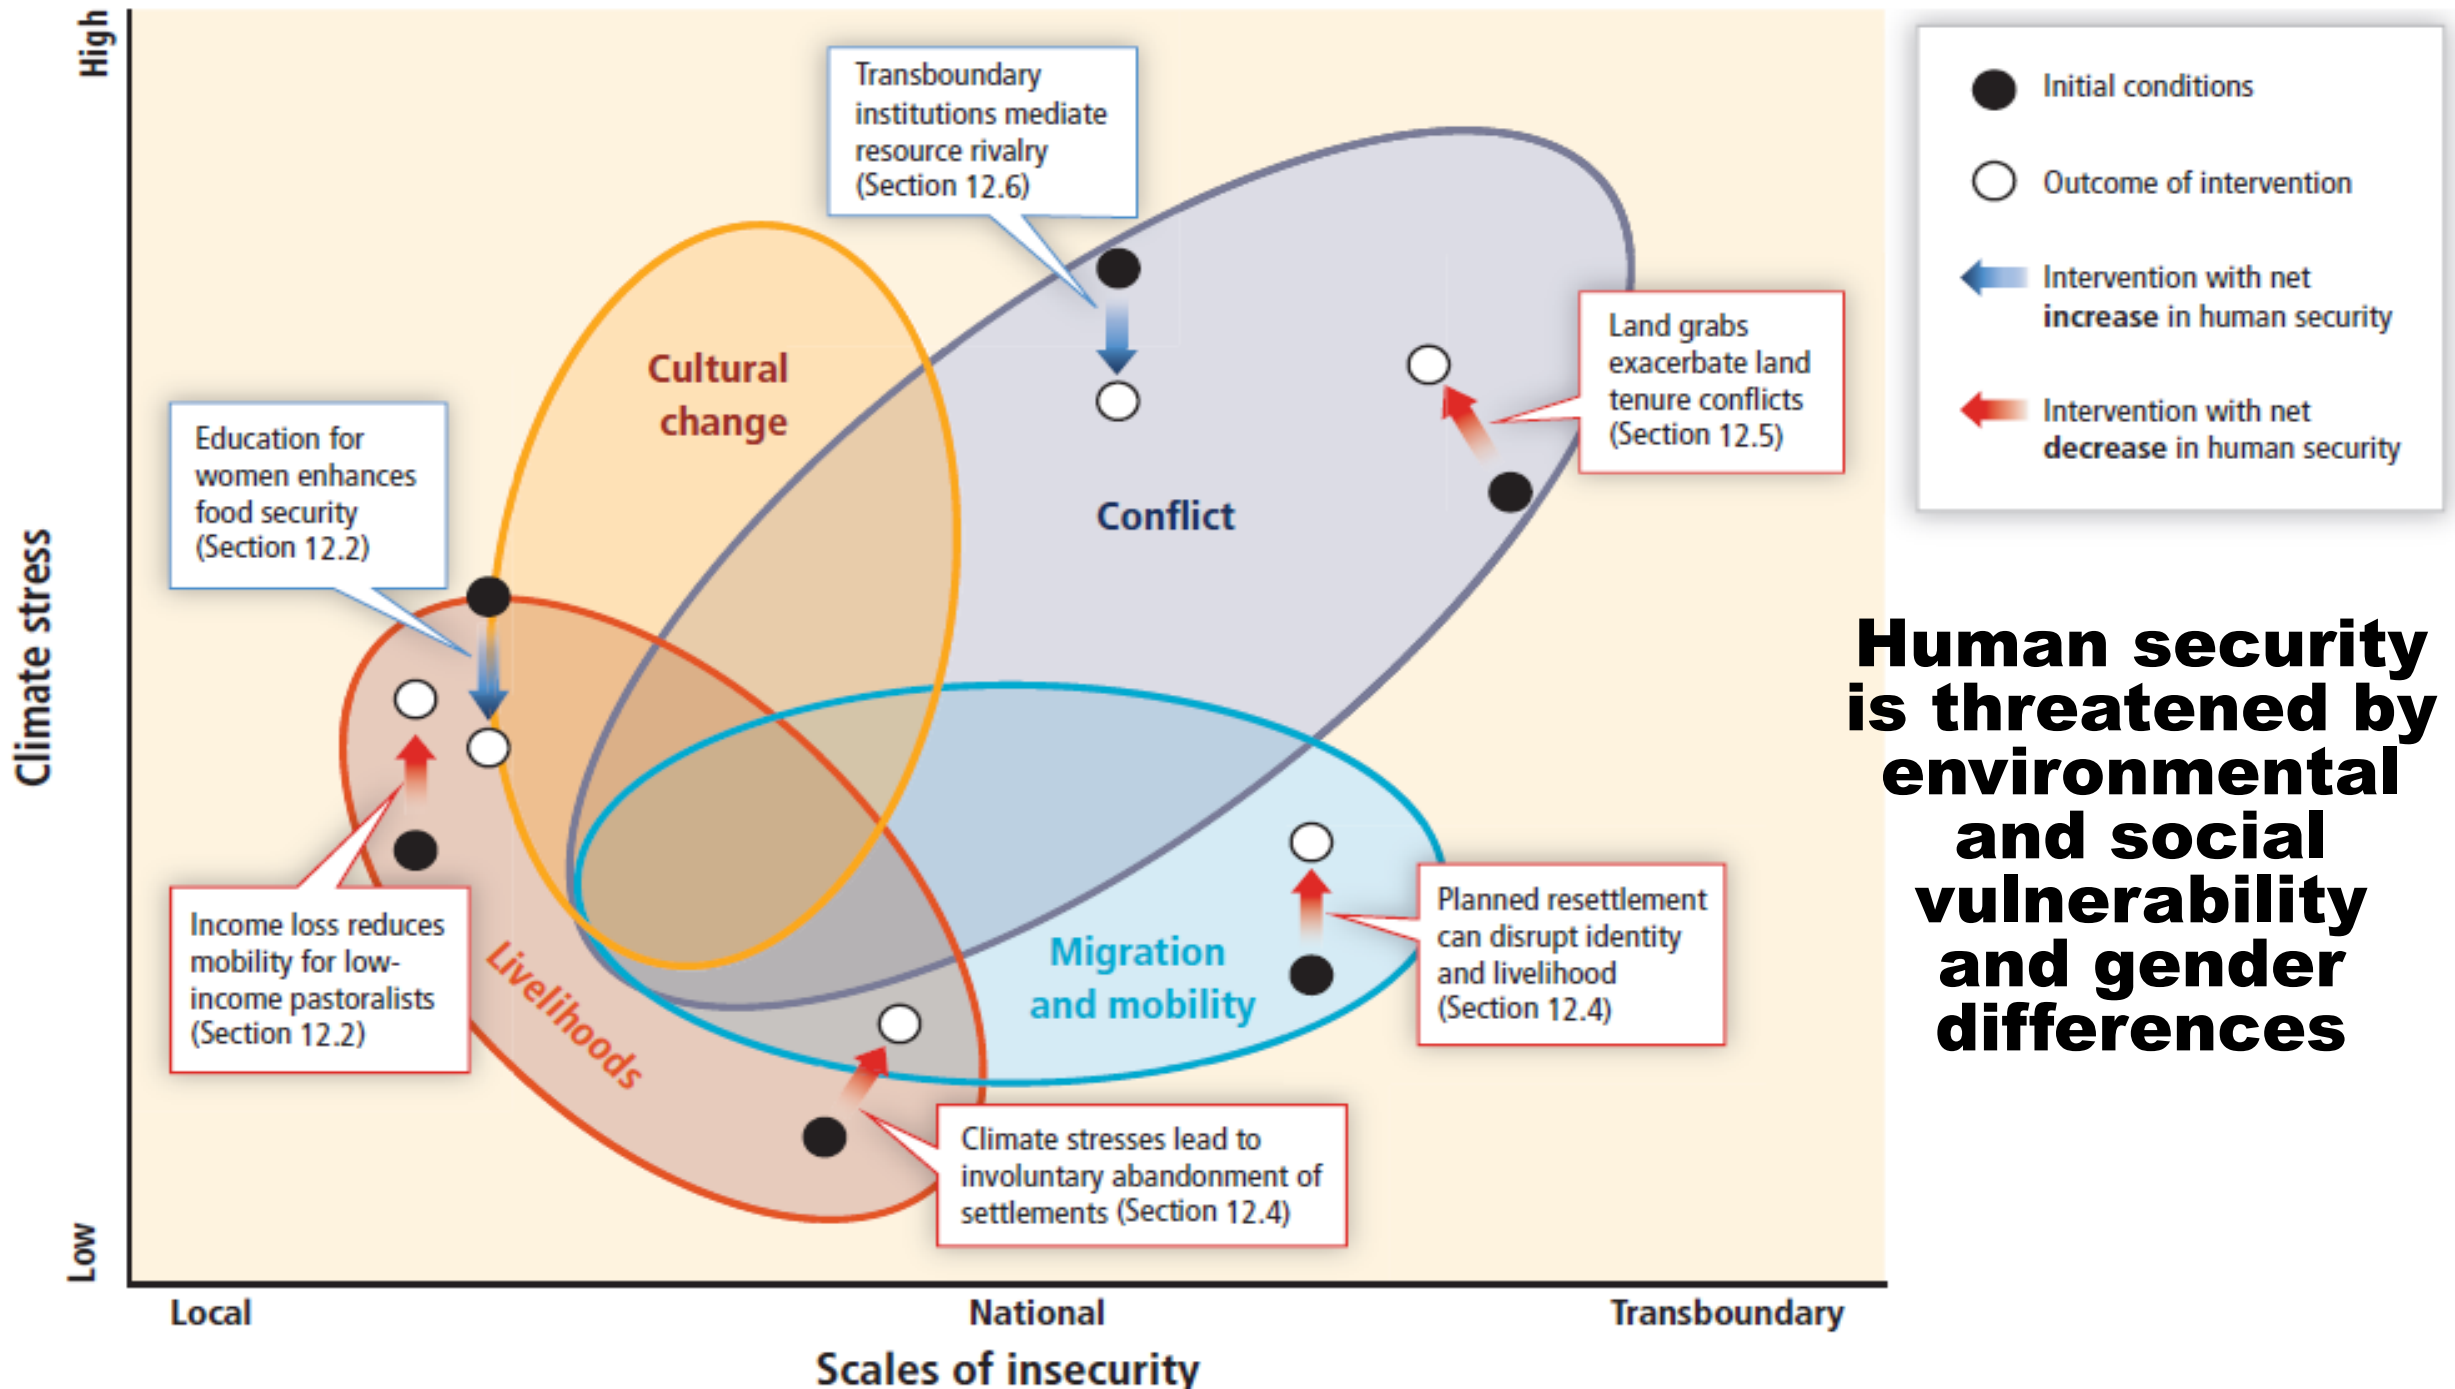 High
Climate stress
Low
Transboundary
institutions mediate
resource rivalry
(Section 12.6)
Cultural
change
Education for
women enhances
food security
(Section 12.2)
Land grabs
exacerbate land
tenure conflicts
(Section 12.5)
Conflict
Income loss reduces
mobility for low-
income pastoralists
(Section 12.2)
Livelihoods
Migration
and mobility
Planned resettlement
can disrupt identity
and livelihood
(Section 12.4)
Climate stresses lead to
involuntary abandonment of
settlements (Section 12.4)
Local
National
Transboundary
Scales of insecurity
Initial conditions
Outcome of intervention
Intervention with net
increase in human security
Intervention with net
decrease in human security
Human security
is threatened by
environmental
and social
vulnerability
and gender
differences